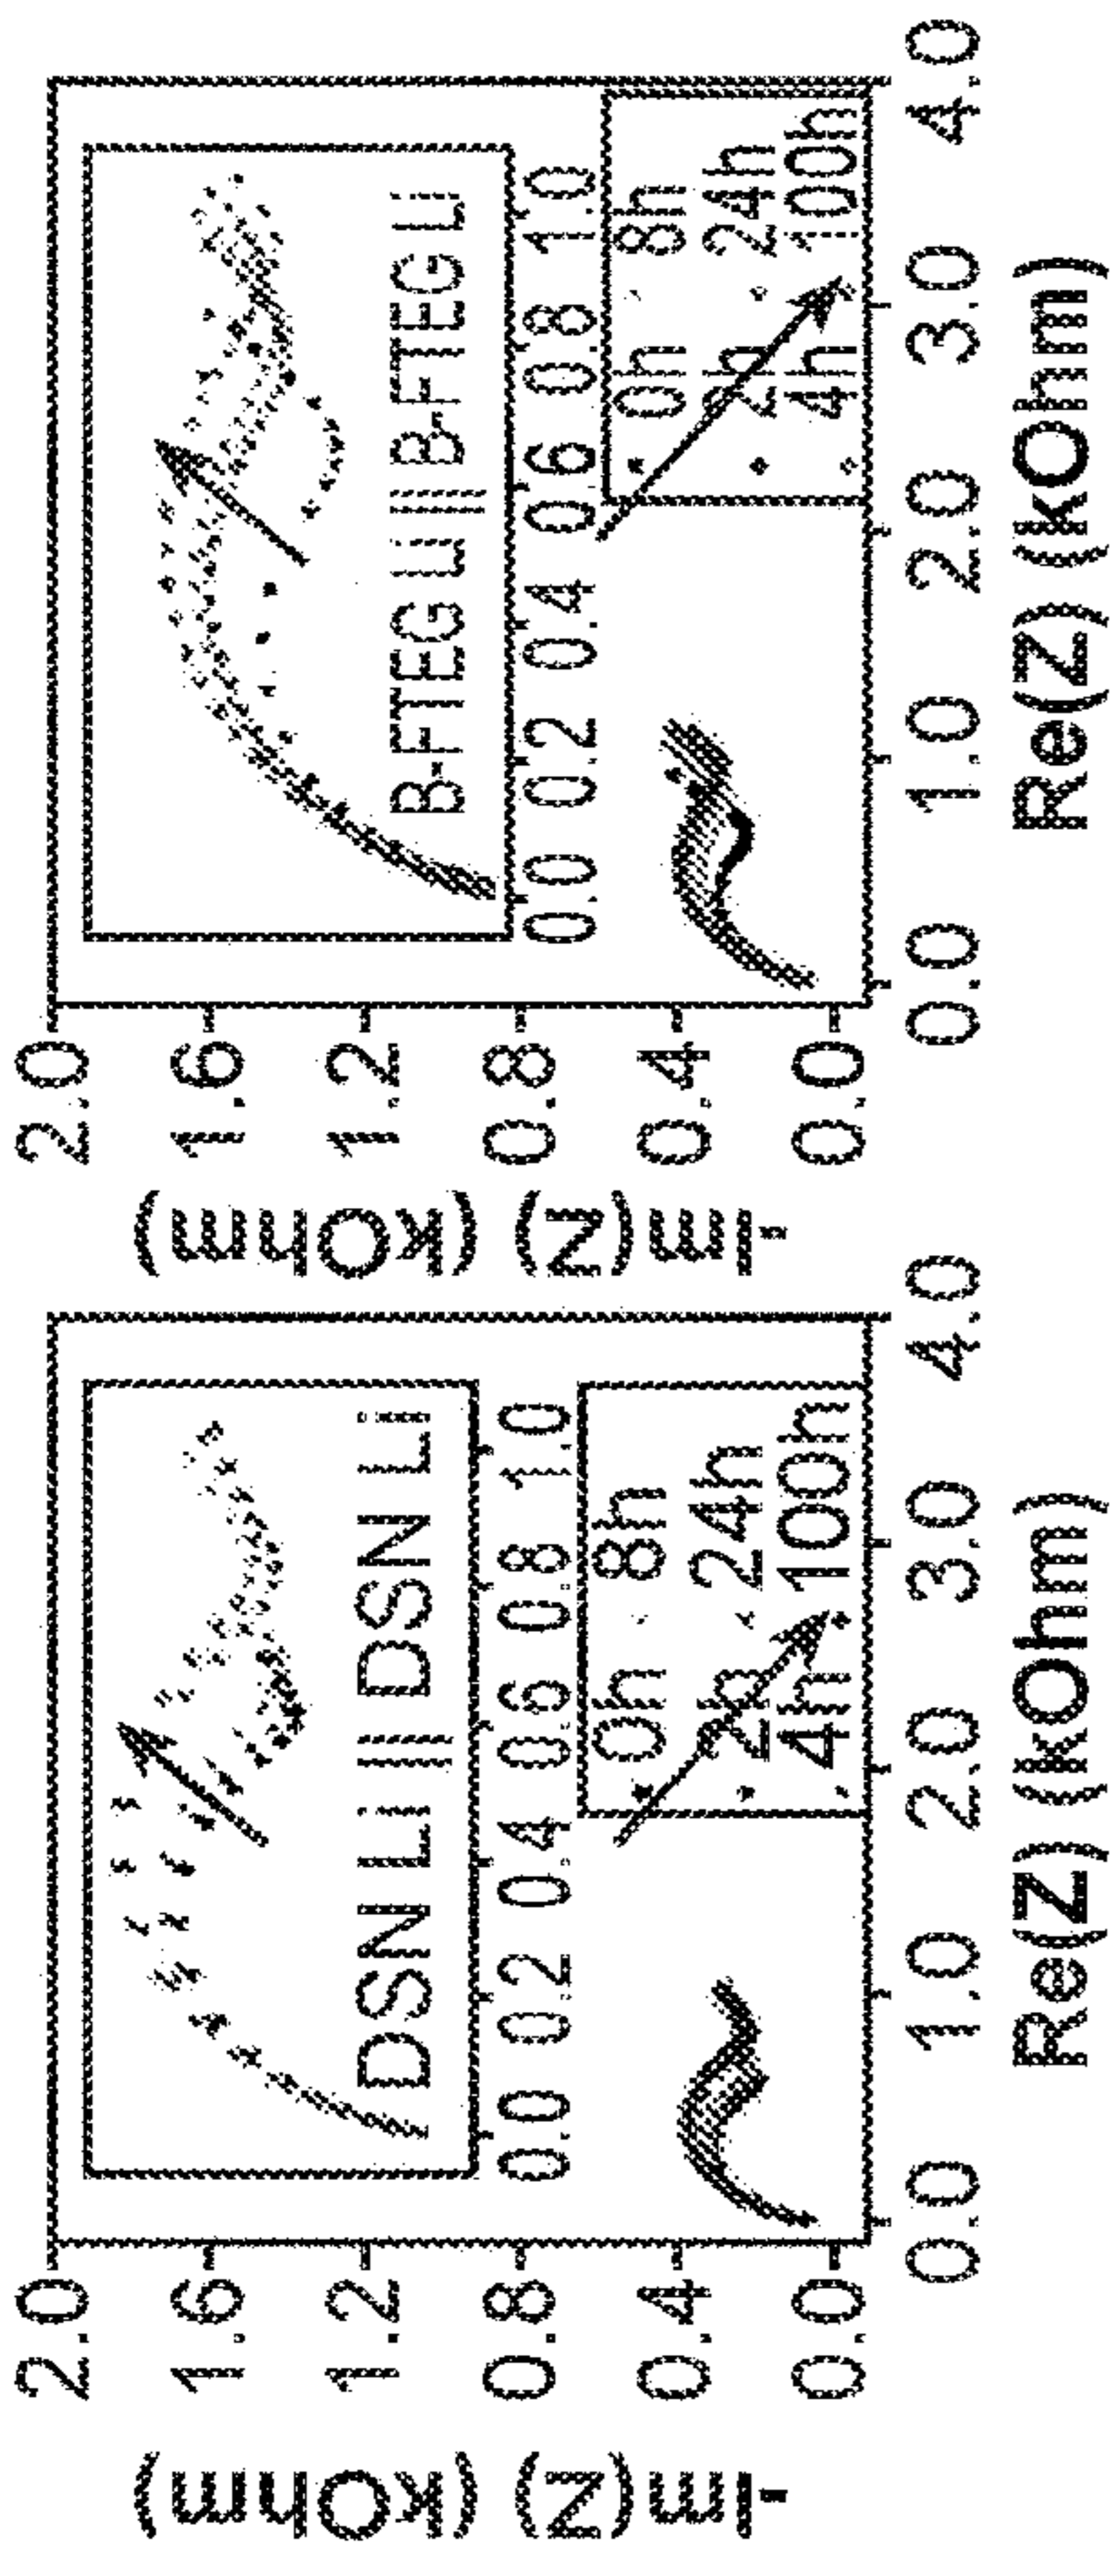 -Im(Z) (kOhm)
2.0
1.6
1.2
0.8
0.4
0.0
DSN Li || DSN Li
0.0 0.2 0.4 0.6 0.8 1.0
0h 8h
2h 24h
4h 100h
0.0 1.0 2.0 3.0 4.0
Re(Z) (kOhm)
-Im(Z) (kOhm)
2.0
1.6
1.2
0.8
0.4
0.0
B-FTEG Li || B-FTEG Li
0.0 0.2 0.4 0.6 0.8 1.0
0h 8h
2h 24h
4h 100h
0.0 1.0 2.0 3.0 4.0
Re(Z) (kOhm)